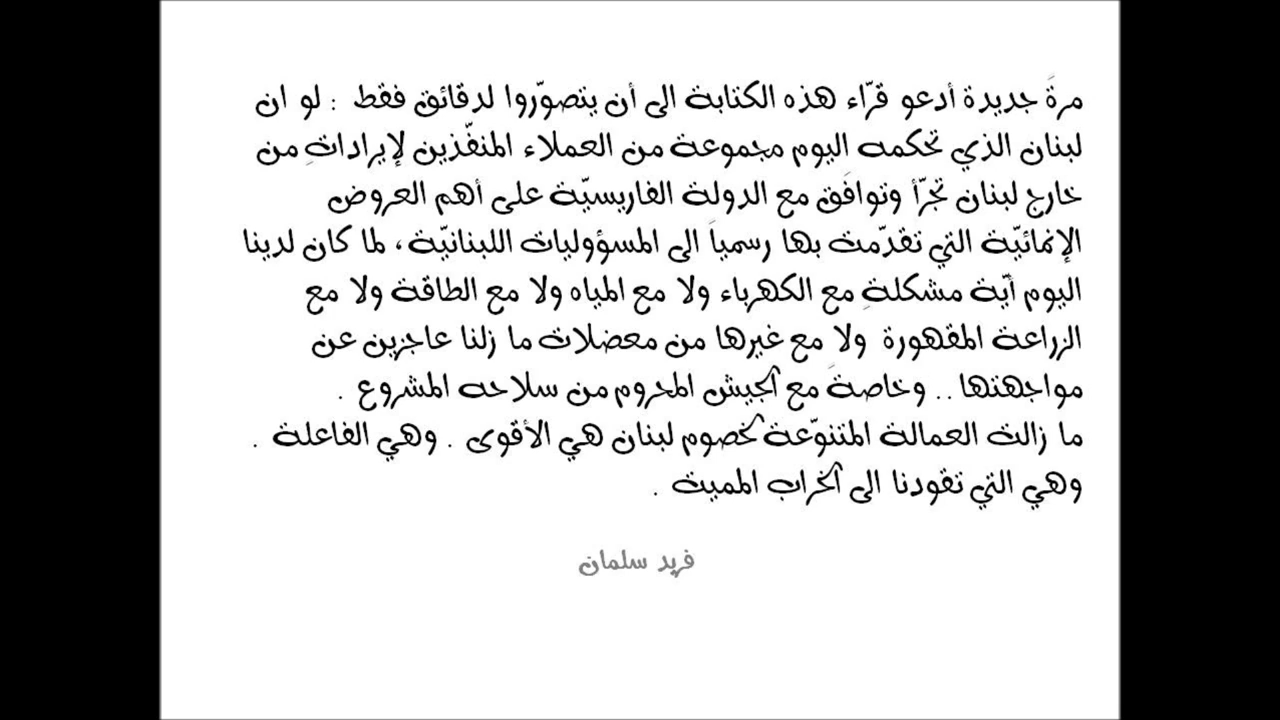 مرةَ جديدة أدعو قرّاء هذه الكتابة الى أن يتصوّروا لدقائق فقط : لو ان
لبنان الذي تحكمه اليوم مجموعة من العملاء المنفّذين لإيراداتِ من
خارج لبنان تجرّأ وتوافَق مع الدولة الفاريسيّة على أهم العروض
الإنمائيّة التي تقدّمت بها رسمياَ الى المسؤوليات اللبنانيّة، لما كان لدينا
اليوم أيّة مشكلةِ مع الكهرباء ولا مع المياه ولا مع الطاقة ولا مع
الزراعة المقهورة ولا مع غيرها من معضلات ما زلنا عاجزين عن
مواجهتها .. وخاصةَ مع الجيش المحروم من سلاحه المشروع .
ما زالت العمالة المتنوّعة لخصوم لبنان هي الأقوى . وهي الفاعلة .
وهي التي تقودنا الى الخراب المميت .
فريد سلمان